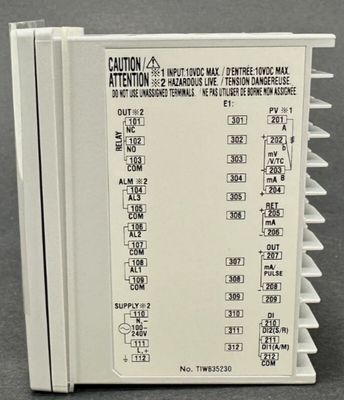 CAUTION/
ATTENTION
※1 INPUT:10VDC MAX. / D'ENTRÉE:10VDC MAX.
※2 HAZARDOUS LIVE. / TENSION DANGEREUSE.
DO NOT USE UNASSIGNED TERMINALS. / NE PAS UTILISER DE BORNE NON ASSIGNÉE
OUT※2
101
NC
102
NO
103
COM
RELAY
ALM※2
104
AL3
105
COM
106
AL2
107
COM
108
AL1
109
COM
SUPPLY※2
110
N,-
100-
240V
111
L,+
112
E1:
301
302
303
304
305
306
307
308
309
310
311
312
PV※1
201
A
202
b
mV
/V/TC
203
B
mA
204
RET
205
mA
206
OUT
207
mA/
PULSE
208
209
DI
210
DI2(S/R)
211
DI1(A/M)
212
COM
No. TIWB35230